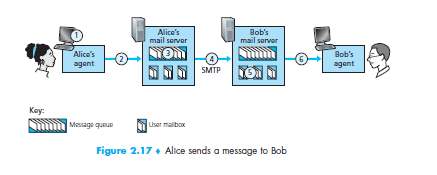 1
Alice's
agent
2
Alice's
mail server
3
4
SMTP
Bob's
mail server
5
6
Bob's
agent
Key:
Message queue
User mailbox
Figure 2.17 ♦ Alice sends a message to Bob